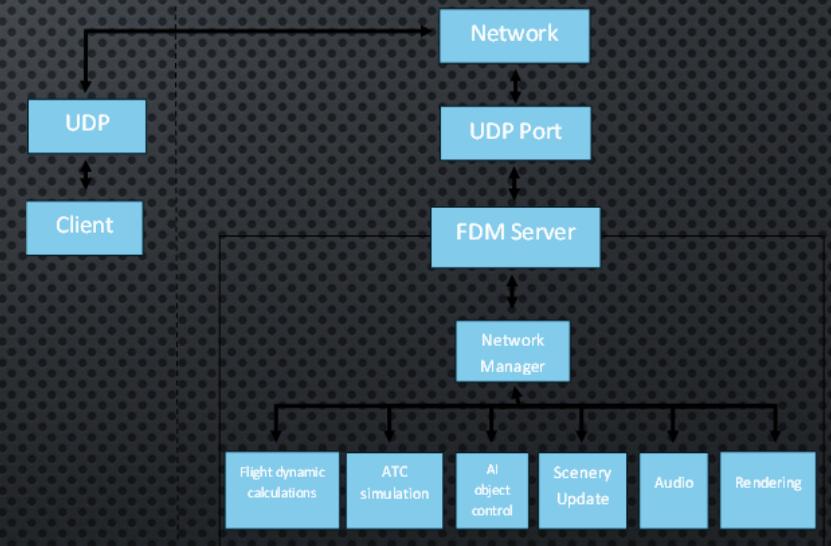 Network
UDP
UDP Port
Client
FDM Server
Network
Manager
Flight dynamic
calculations
ATC
simulation
AI
object
control
Scenery
Update
Audio
Rendering